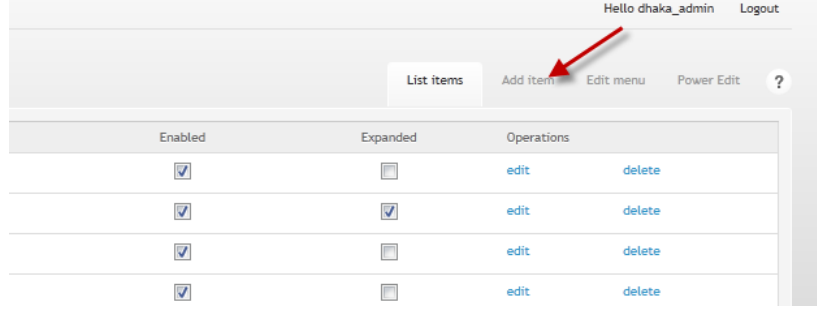 Hello dhaka_admin Logout
List items Add item Edit menu Power Edit ?
Enabled Expanded Operations
edit delete
edit delete
edit delete
edit delete